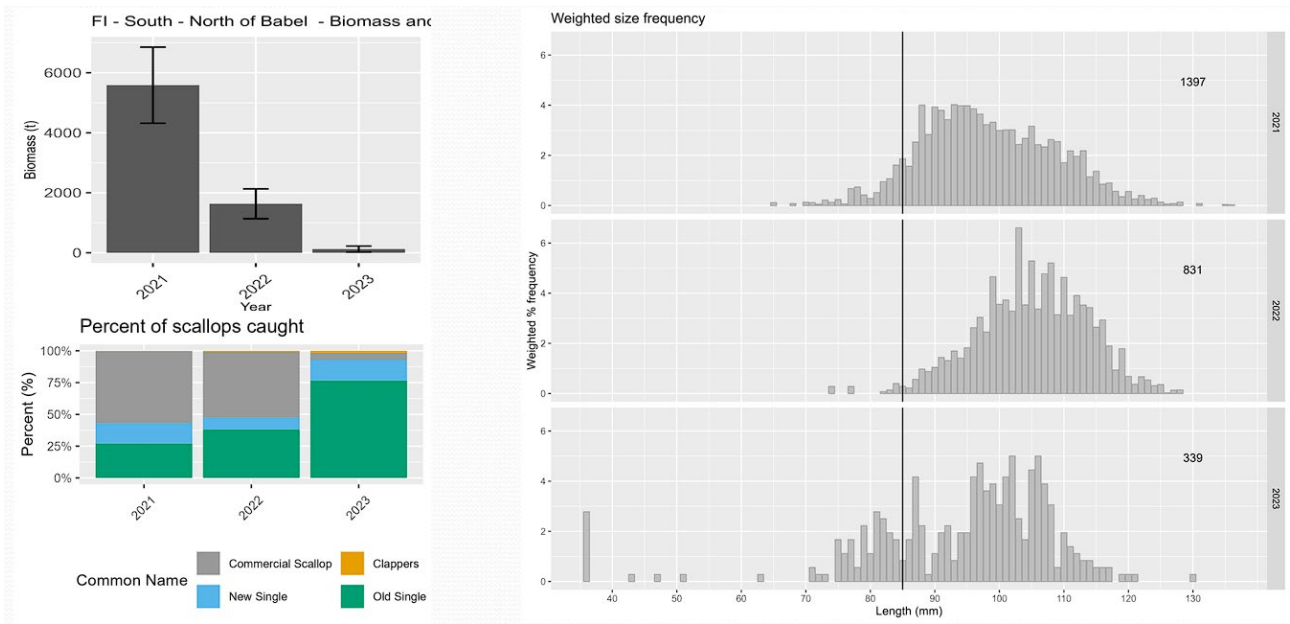 FI - South - North of Babel - Biomass and
6000
4000
2000
0
Biomass (t)
2021
2022
2023
Year
Percent of scallops caught
100%
75%
50%
25%
0%
Percent (%)
2021
2022
2023
Common Name
Commercial Scallop
Clappers
New Single
Old Single
Weighted size frequency
6
4
2
0
1397
2021
6
4
2
0
831
2022
6
4
2
0
339
2023
Weighted % frequency
40 50 60 70 80 90 100 110 120 130
Length (mm)